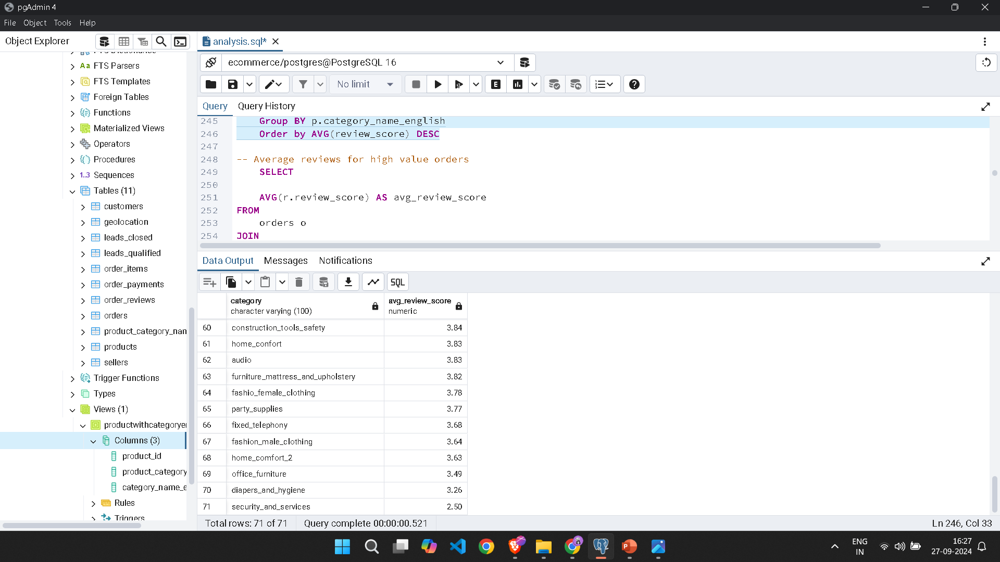 pgAdmin 4
File Object Tools Help
Object Explorer
FTS Parsers
FTS Templates
Foreign Tables
Functions
Materialized Views
Operators
Procedures
1..3 Sequences
Tables (11)
customers
geolocation
leads_closed
leads_qualified
order_items
order_payments
order_reviews
orders
product_category_nam
products
sellers
Trigger Functions
Types
Views (1)
productwithcategoryen
Columns (3)
product_id
product_category
category_name_e
Rules
Triggers
analysis.sql*
ecommerce/postgres@PostgreSQL 16
No limit
Query Query History
245 Group BY p.category_name_english
246 Order by AVG(review_score) DESC
247
248 -- Average reviews for high value orders
249 SELECT
250
251 AVG(r.review_score) AS avg_review_score
252 FROM
253 orders o
254 JOIN
Data Output Messages Notifications
SQL
category avg_review_score
character varying (100) numeric
60 construction_tools_safety 3.84
61 home_confort 3.83
62 audio 3.83
63 furniture_mattress_and_upholstery 3.82
64 fashio_female_clothing 3.78
65 party_supplies 3.77
66 fixed_telephony 3.68
67 fashion_male_clothing 3.64
68 home_comfort_2 3.63
69 office_furniture 3.49
70 diapers_and_hygiene 3.26
71 security_and_services 2.50
Total rows: 71 of 71 Query complete 00:00:00.521 Ln 246, Col 33
ENG 16:27
IN 27-09-2024